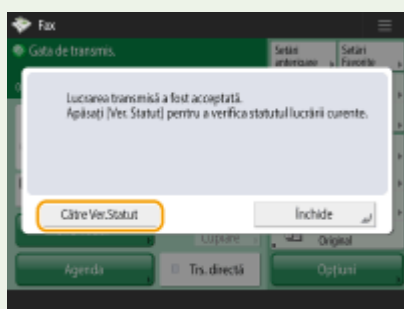 Fax
Gata de transmis.
Setări
anterioare
Setări
Favorite
Lucrarea transmisă a fost acceptată.
Apăsați [Ver. Statut] pentru a verifica statutul lucrării curente.
Către Ver.Statut
Închide
Cuplare
Original
Agenda
Trs. directă
Opțiuni